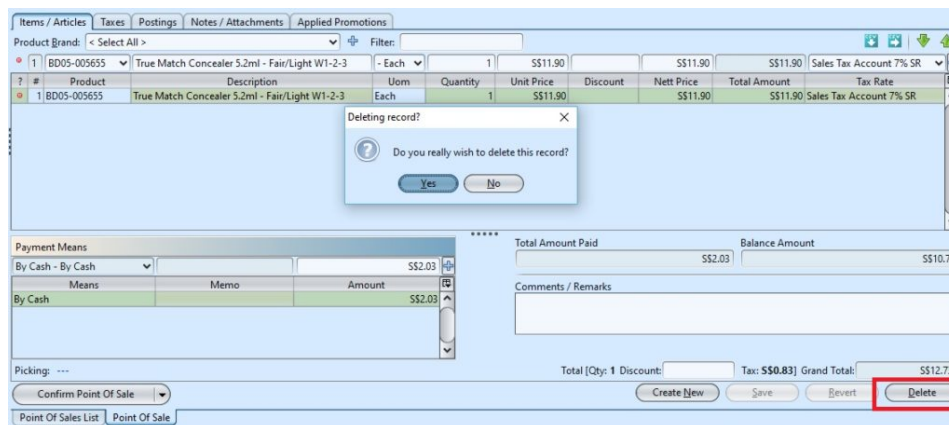 Items / Articles Taxes Postings Notes / Attachments Applied Promotions
Product Brand: < Select All > Filter:
1 BD05-005655 True Match Concealer 5.2ml - Fair/Light W1-2-3 - Each 1 S$11.90 S$11.90 S$11.90 Sales Tax Account 7% SR
? # Product Description Uom Quantity Unit Price Discount Nett Price Total Amount Tax Rate
1 BD05-005655 True Match Concealer 5.2ml - Fair/Light W1-2-3 Each 1 S$11.90 S$11.90 S$11.90 Sales Tax Account 7% SR
Deleting record?
Do you really wish to delete this record?
Yes No
Payment Means Total Amount Paid Balance Amount
By Cash - By Cash S$2.03 S$2.03 S$10.7
Means Memo Amount Comments / Remarks
By Cash S$2.03
Picking: --- Total [Qty: 1 Discount: Tax: S$0.83] Grand Total: S$12.7
Confirm Point Of Sale Create New Save Revert Delete
Point Of Sales List Point Of Sale